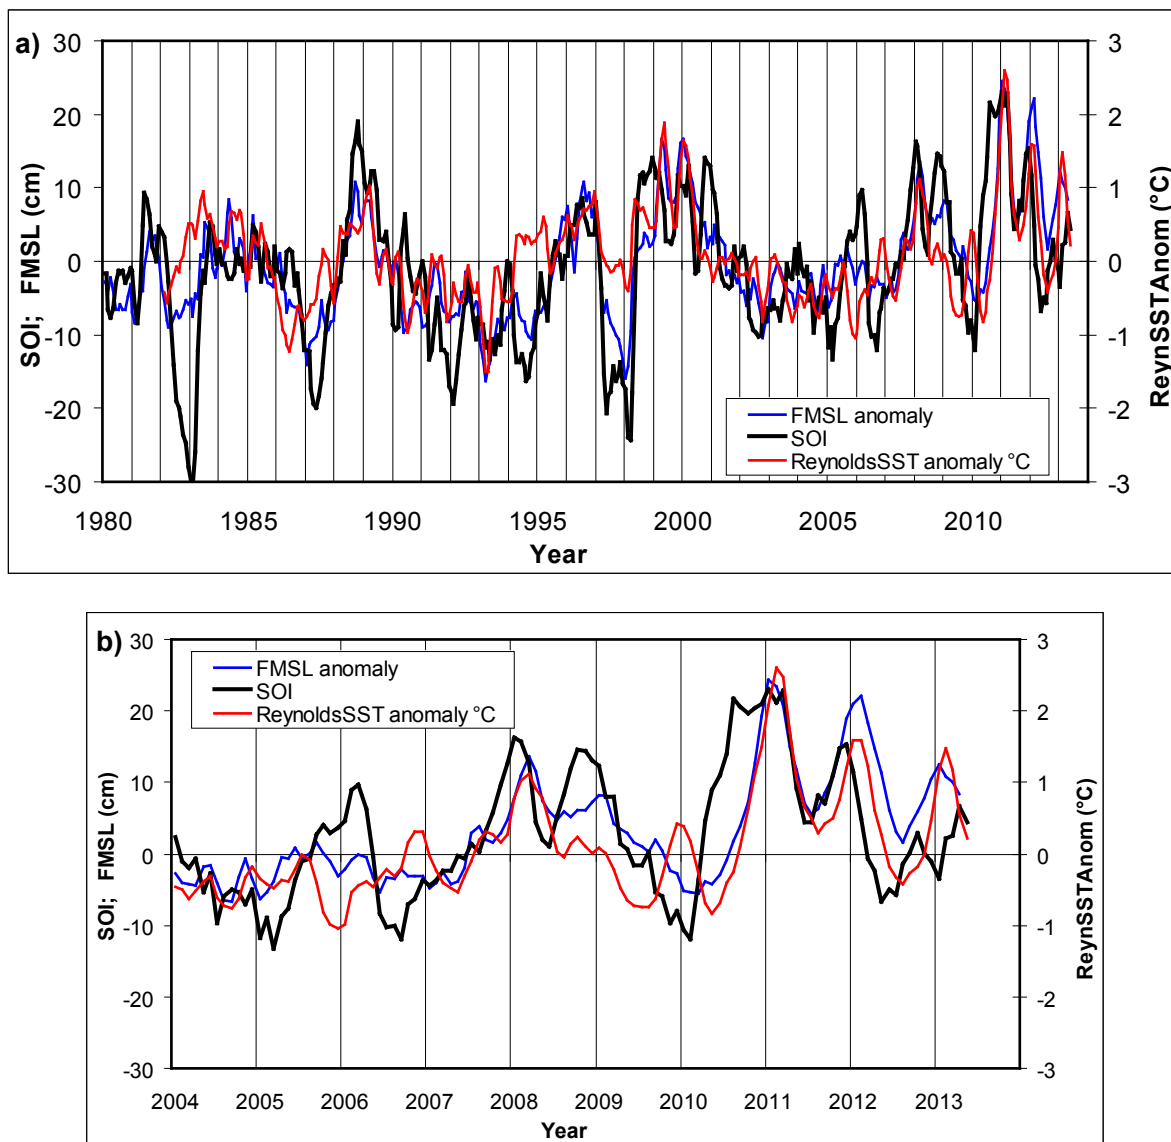 a)
30
20
10
0
-10
-20
-30
3
2
1
0
-1
-2
-3
SOI; FMSL (cm)
ReynSSTAnom (°C)
FMSL anomaly
SOI
ReynoldsSST anomaly °C
1980 1985 1990 1995 2000 2005 2010
Year
b)
30
20
10
0
-10
-20
-30
3
2
1
0
-1
-2
-3
SOI; FMSL (cm)
ReynSSTAnom (°C)
FMSL anomaly
SOI
ReynoldsSST anomaly °C
2004 2005 2006 2007 2008 2009 2010 2011 2012 2013
Year